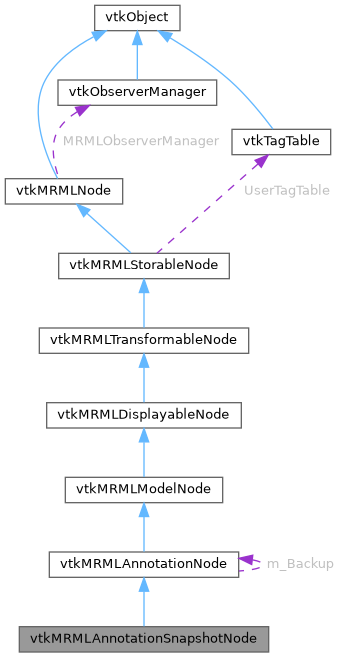 vtkObject
vtkObserverManager
MRMLObserverManager
vtkTagTable
vtkMRMLNode
UserTagTable
vtkMRMLStorableNode
vtkMRMLTransformableNode
vtkMRMLDisplayableNode
vtkMRMLModelNode
vtkMRMLAnnotationNode
m_Backup
vtkMRMLAnnotationSnapshotNode